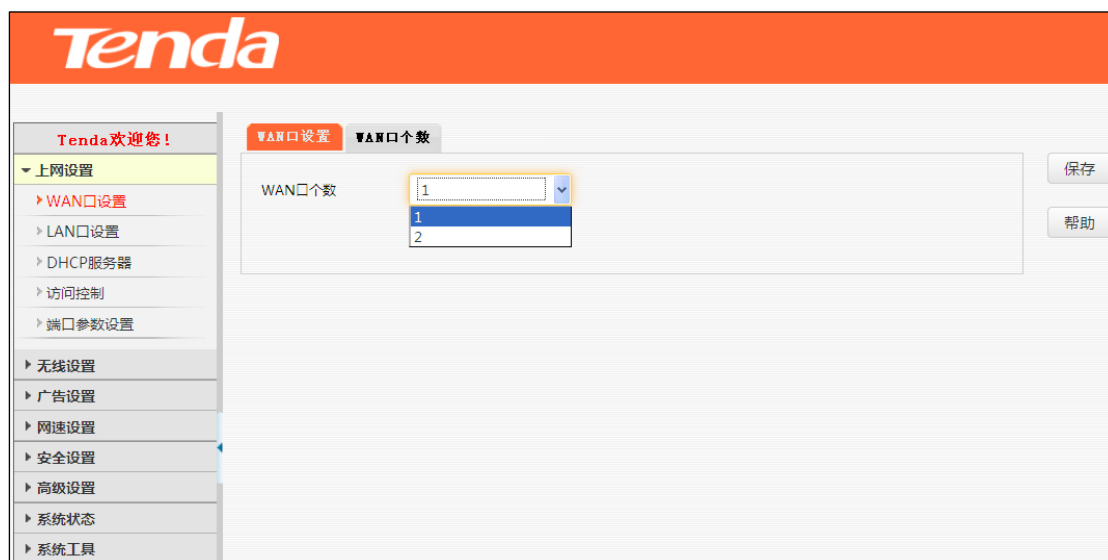 Tenda
Tenda欢迎您!
上网设置
WAN口设置
LAN口设置
DHCP服务器
访问控制
端口参数设置
无线设置
广告设置
网速设置
安全设置
高级设置
系统状态
系统工具
WAN口设置 WAN口个数
WAN口个数 1
1
2
保存
帮助